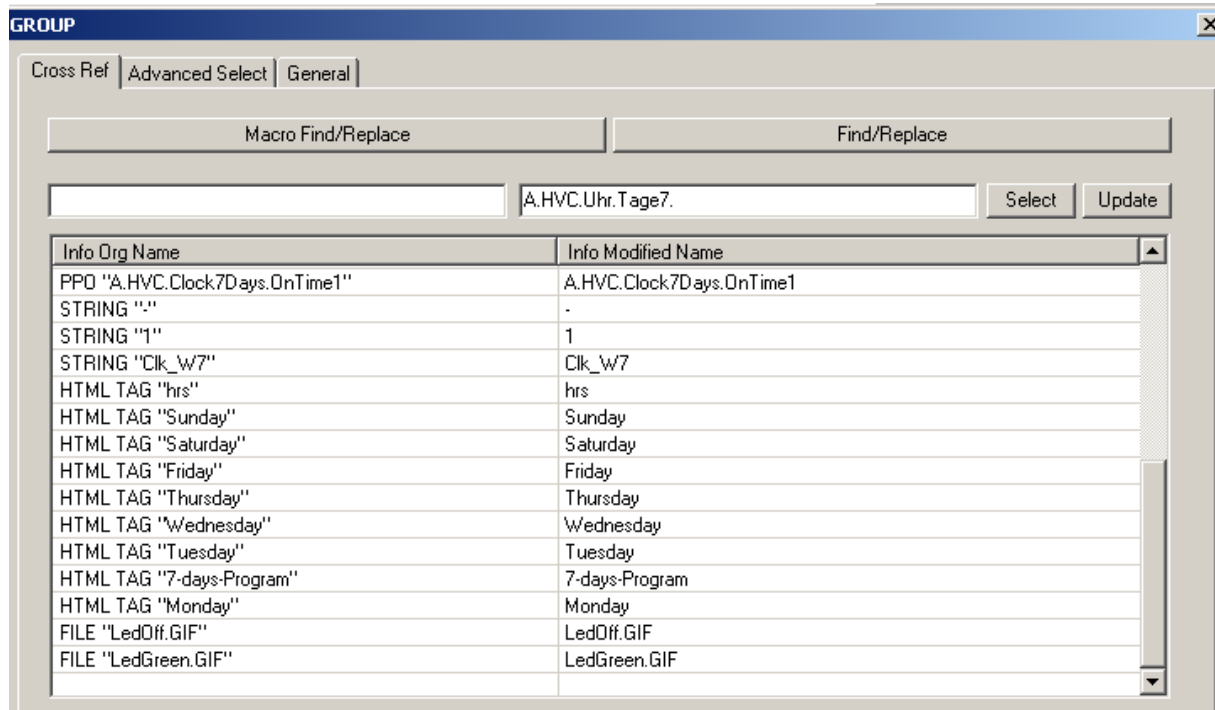 GROUP
Cross Ref Advanced Select General
Macro Find/Replace Find/Replace
A.HVC.Uhr.Tage7. Select Update
Info Org Name Info Modified Name
PPO "A.HVC.Clock7Days.OnTime1" A.HVC.Clock7Days.OnTime1
STRING "-" -
STRING "1" 1
STRING "Clk_W7" Clk_W7
HTML TAG "hrs" hrs
HTML TAG "Sunday" Sunday
HTML TAG "Saturday" Saturday
HTML TAG "Friday" Friday
HTML TAG "Thursday" Thursday
HTML TAG "Wednesday" Wednesday
HTML TAG "Tuesday" Tuesday
HTML TAG "7-days-Program" 7-days-Program
HTML TAG "Monday" Monday
FILE "LedOff.GIF" LedOff.GIF
FILE "LedGreen.GIF" LedGreen.GIF